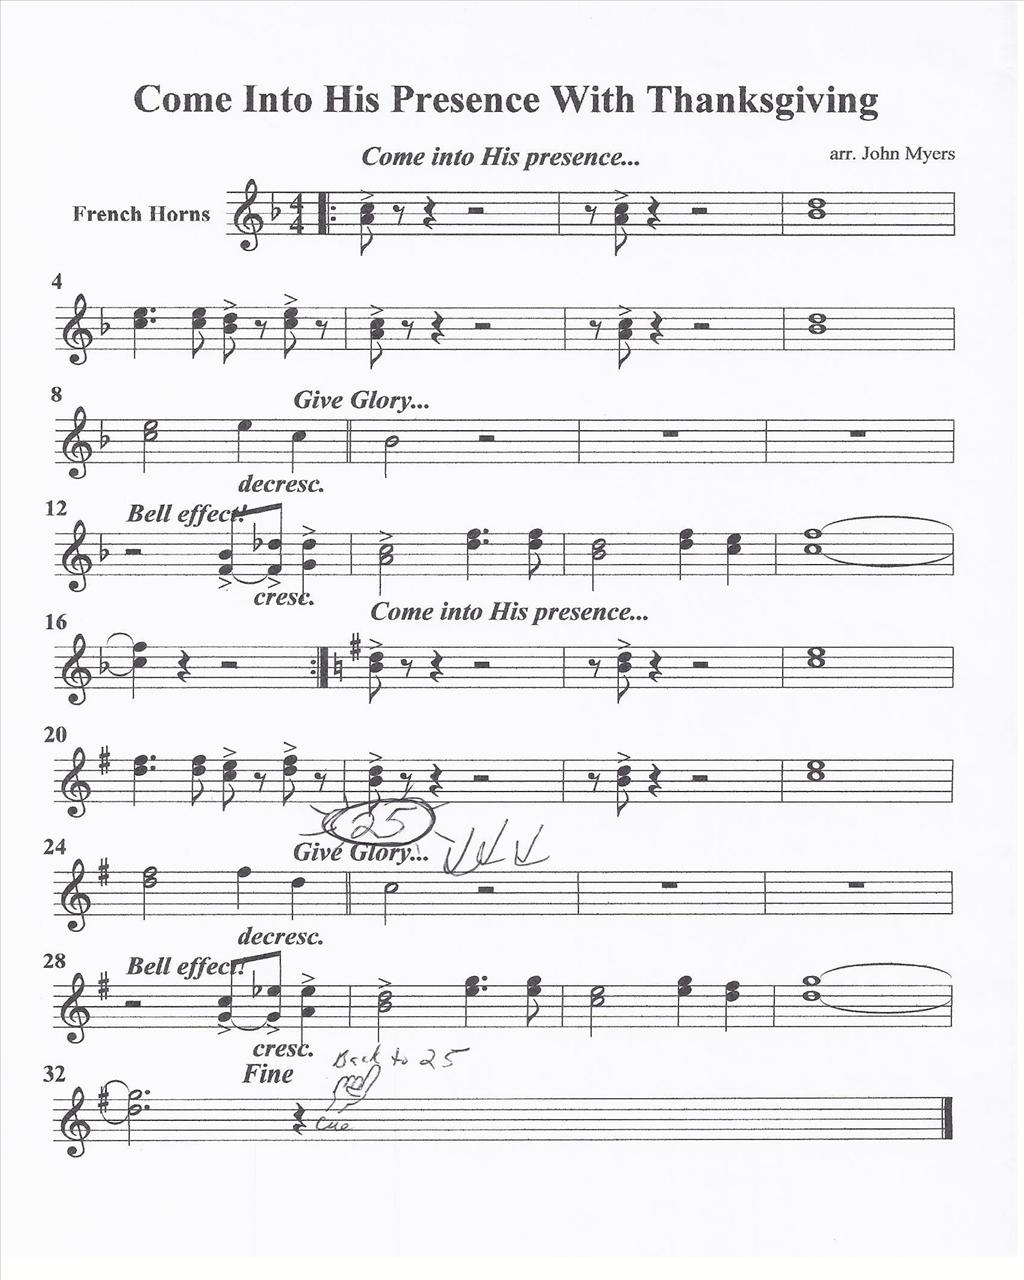 Come Into His Presence With Thanksgiving
Come into His presence...
arr. John Myers
French Horns
4
4
4
8
Give Glory...
decresc.
12
Bell effect!
cresc.
Come into His presence...
16
20
25
24
Give Glory...
decresc.
28
Bell effect!
cresc.
Back to 25
Fine
32
Cue